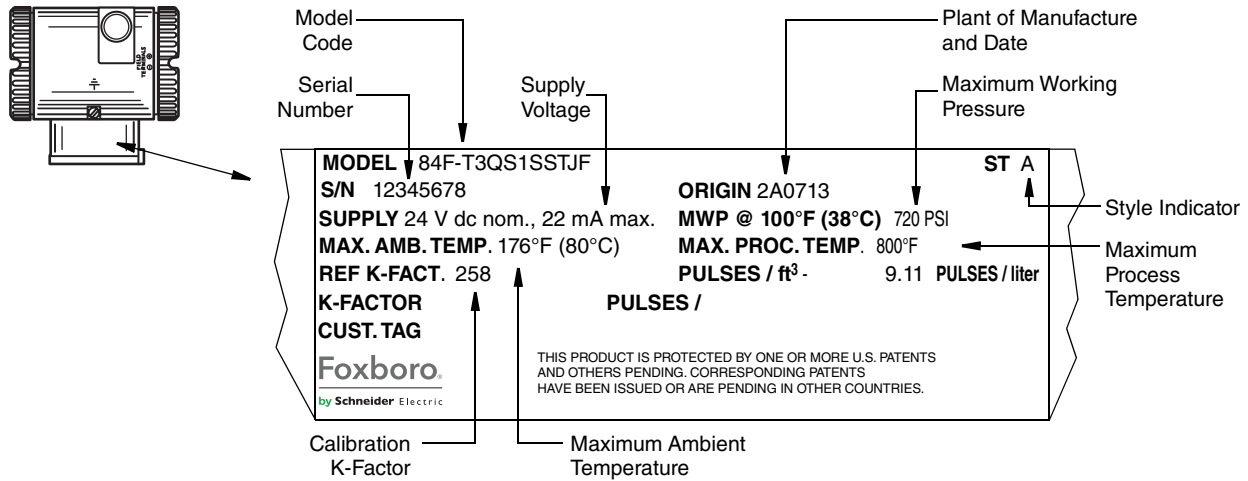 Model
Code
Serial
Number
Supply
Voltage
Plant of Manufacture
and Date
Maximum Working
Pressure
FIELD
TERMINALS
MODEL 84F-T3QS1SSTJF ST A
S/N 12345678 ORIGIN 2A0713
SUPPLY 24 V dc nom., 22 mA max. MWP @ 100°F (38°C) 720 PSI
MAX. AMB. TEMP. 176°F (80°C) MAX. PROC. TEMP. 800°F
REF K-FACT. 258 PULSES / ft³ - 9.11 PULSES / liter
K-FACTOR PULSES /
CUST. TAG
Foxboro®
by Schneider Electric
THIS PRODUCT IS PROTECTED BY ONE OR MORE U.S. PATENTS
AND OTHERS PENDING. CORRESPONDING PATENTS
HAVE BEEN ISSUED OR ARE PENDING IN OTHER COUNTRIES.
Style Indicator
Maximum
Process
Temperature
Calibration
K-Factor
Maximum Ambient
Temperature